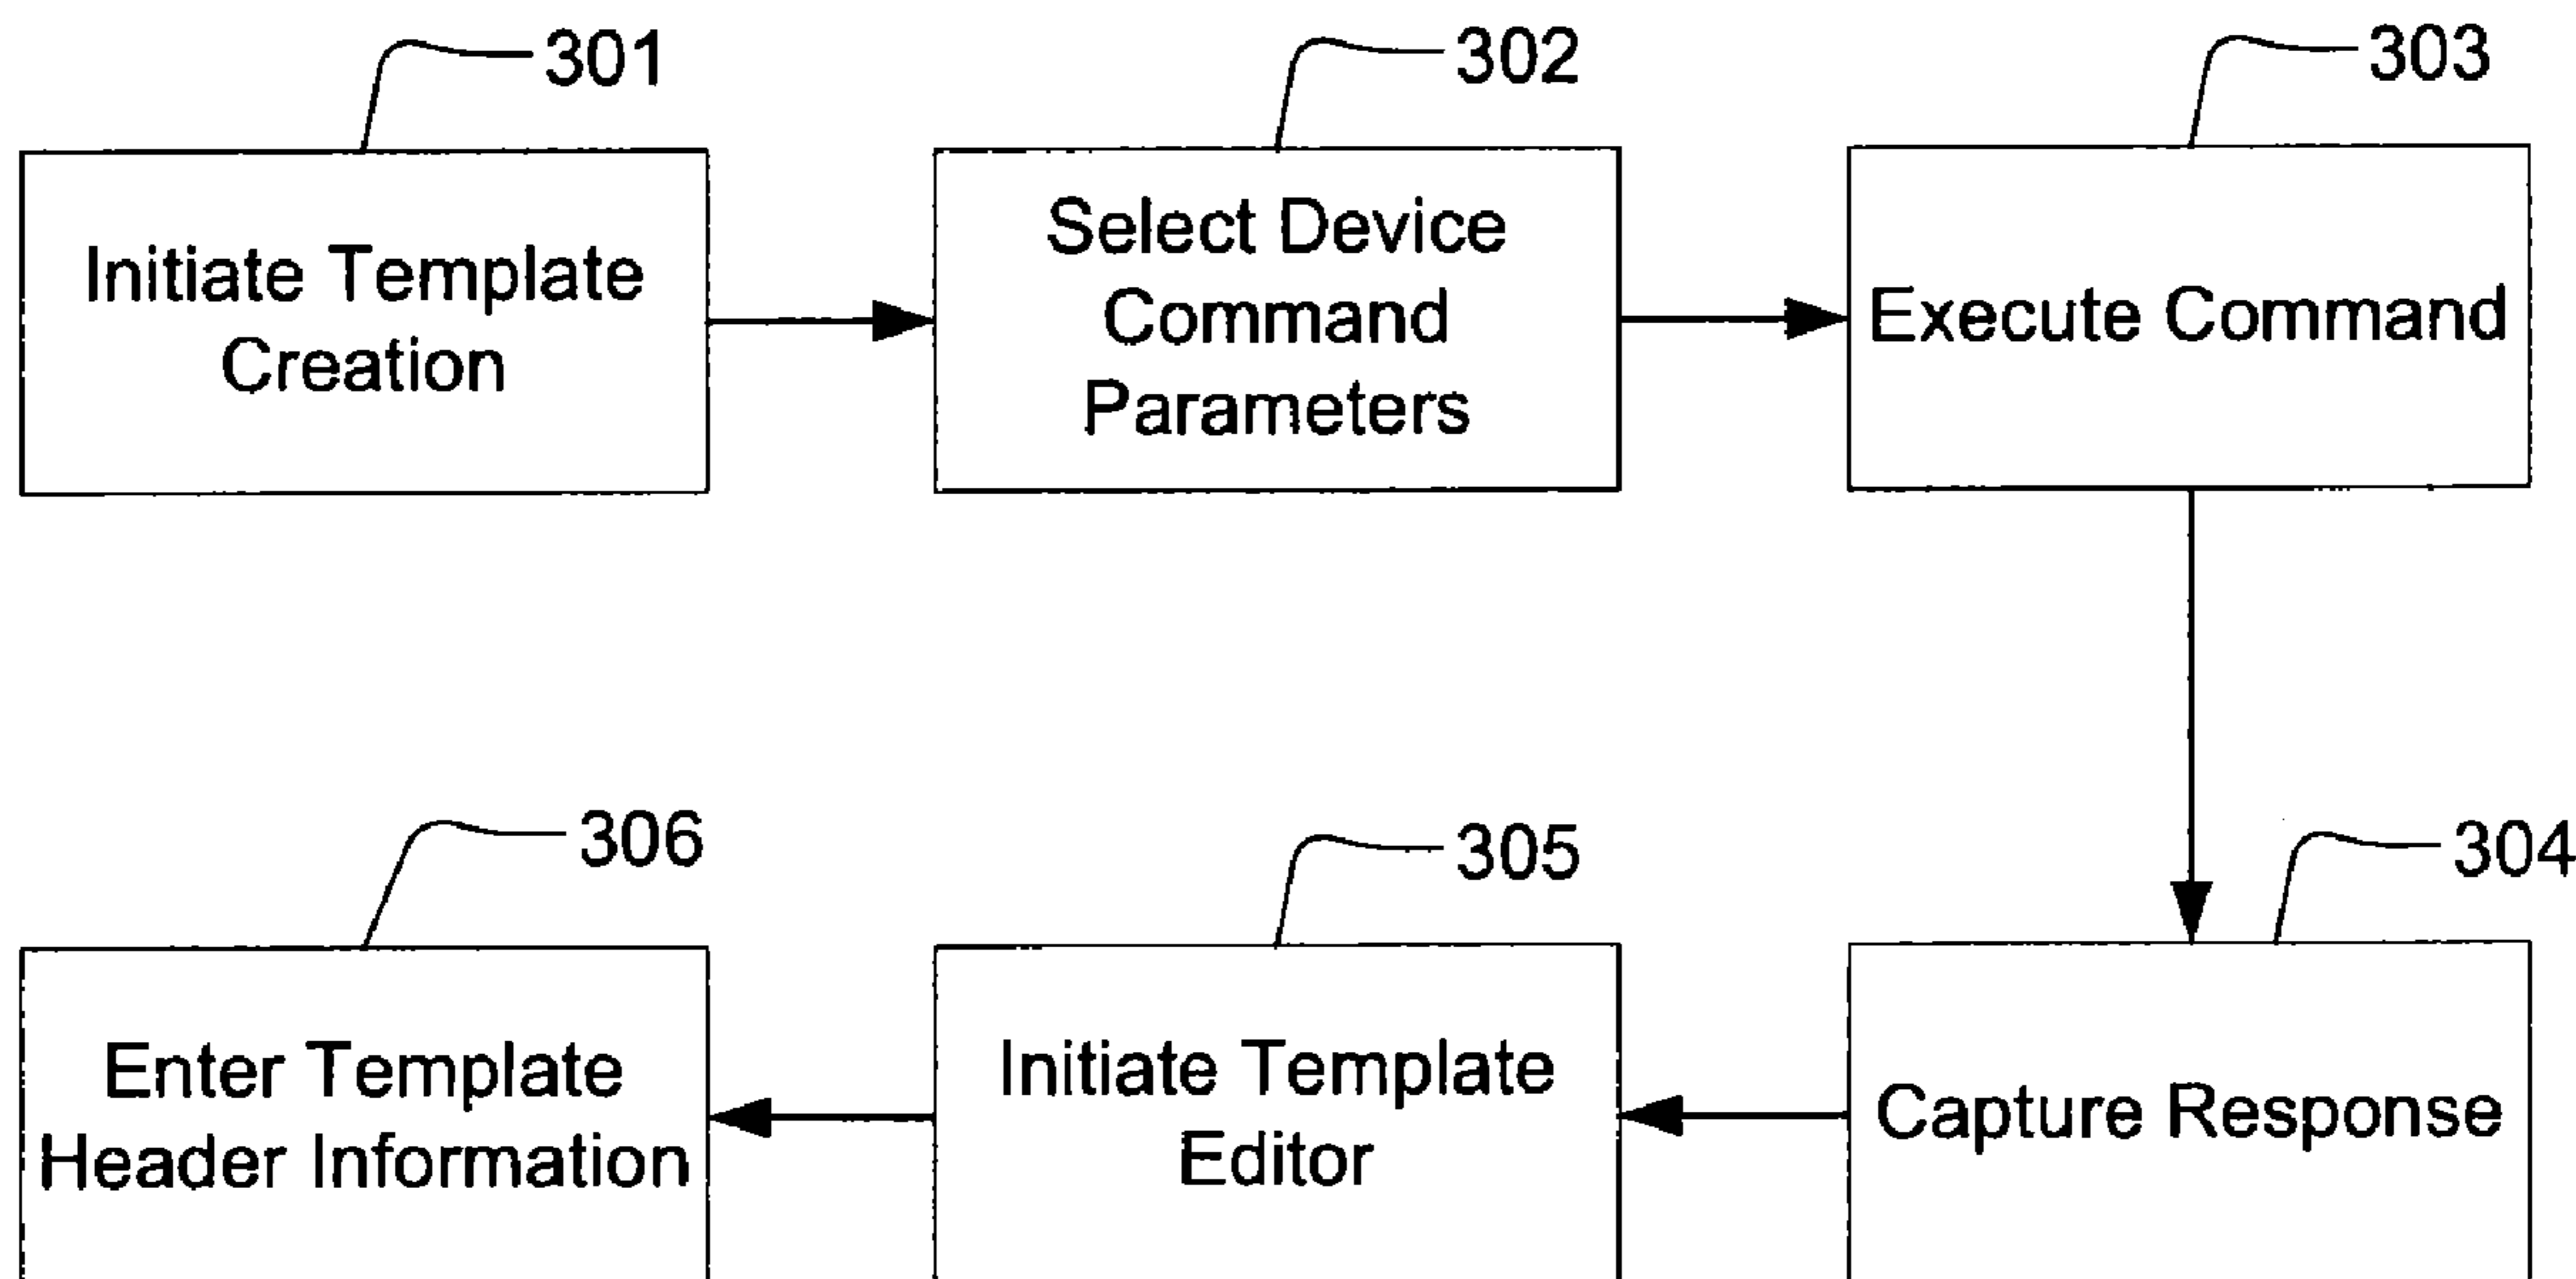 301
Initiate Template
Creation
302
Select Device
Command
Parameters
303
Execute Command
304
Capture Response
305
Initiate Template
Editor
306
Enter Template
Header Information